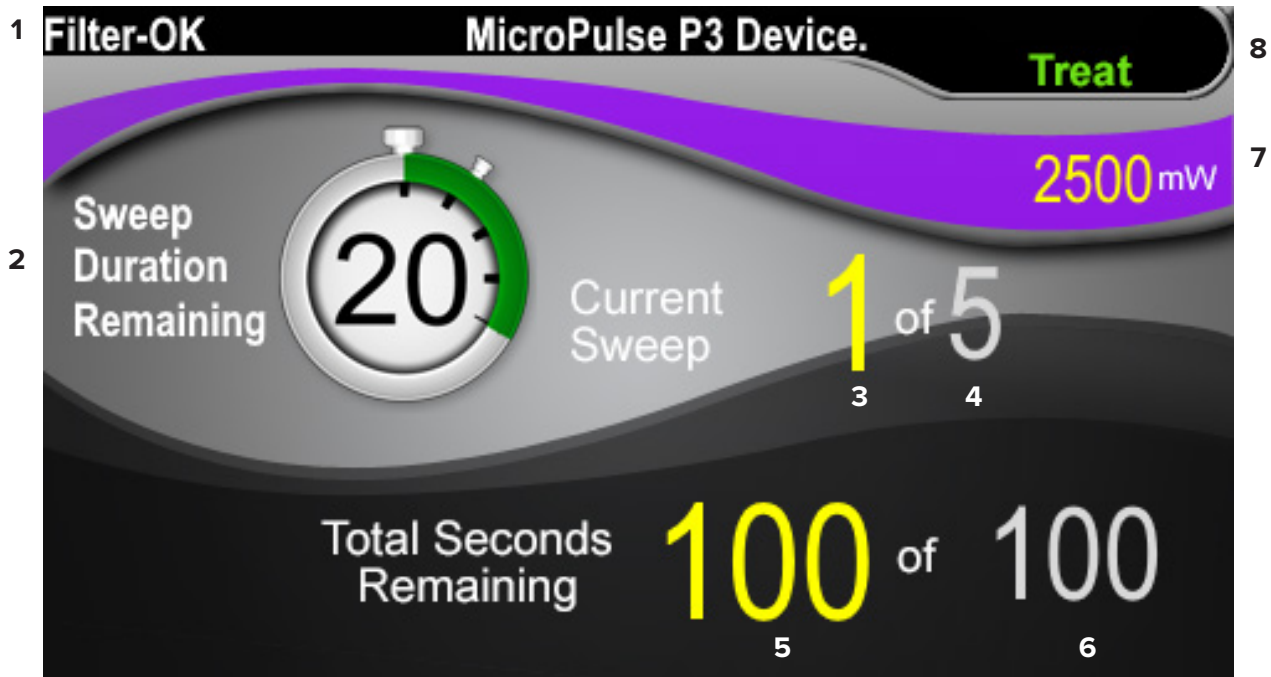 1
Filter-OK
MicroPulse P3 Device.
Treat
8
2500 mW
7
2
Sweep
Duration
Remaining
20
Current
Sweep
1 of 5
3
4
Total Seconds
Remaining
100 of 100
5
6